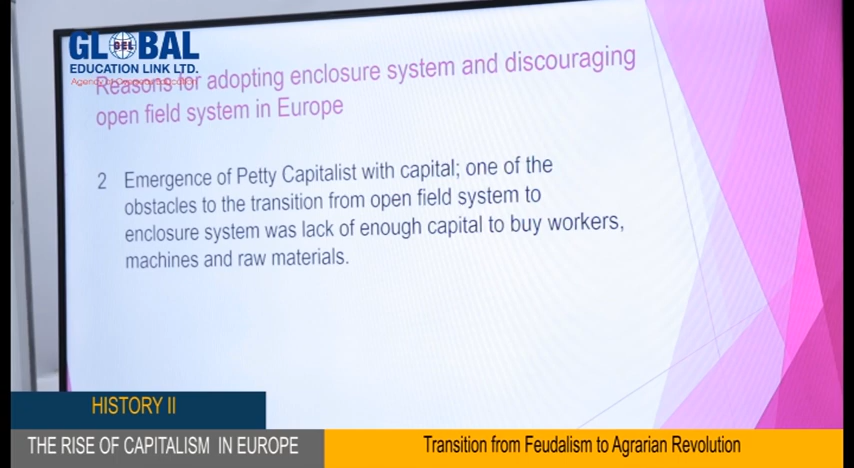 GLOBAL
GEL
EDUCATION LINK LTD.
Reasons for adopting enclosure system and discouraging
open field system in Europe
2 Emergence of Petty Capitalist with capital; one of the
obstacles to the transition from open field system to
enclosure system was lack of enough capital to buy workers,
machines and raw materials.
HISTORY II
THE RISE OF CAPITALISM IN EUROPE
Transition from Feudalism to Agrarian Revolution